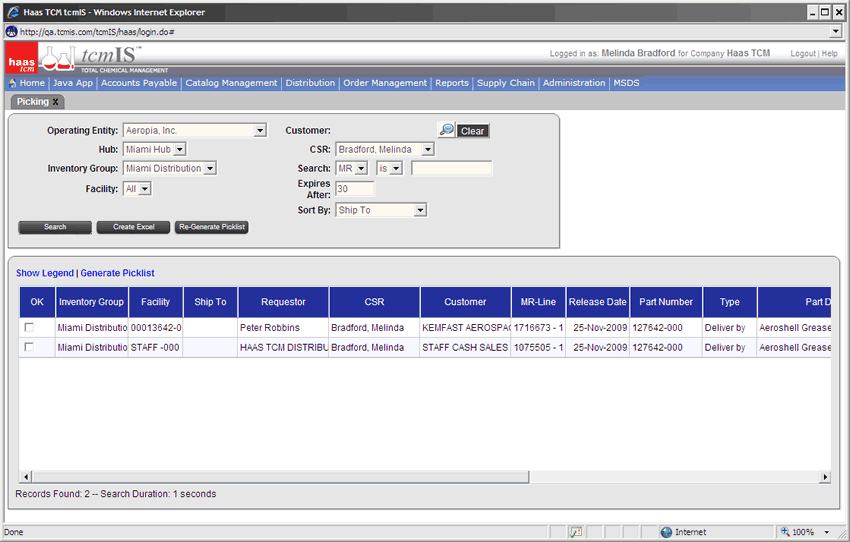 Haas TCM tcmIS - Windows Internet Explorer
http://qa.tcmis.com/tcmIS/haas/login.do#
haas tcm
tcmIS™
TOTAL CHEMICAL MANAGEMENT
Logged in as: Melinda Bradford for Company Haas TCM Logout | Help
Home | Java App | Accounts Payable | Catalog Management | Distribution | Order Management | Reports | Supply Chain | Administration | MSDS
Picking X
Operating Entity: Aeropia, Inc. Customer: Clear
Hub: Miami Hub CSR: Bradford, Melinda
Inventory Group: Miami Distribution Search: MR is
Facility: All Expires After: 30
Sort By: Ship To
Search Create Excel Re-Generate Picklist
Show Legend | Generate Picklist
OK Inventory Group Facility Ship To Requestor CSR Customer MR-Line Release Date Part Number Type Part D
Miami Distributio 00013642-0 Peter Robbins Bradford, Melinda KEMFAST AEROSPAC 1716673 - 1 25-Nov-2009 127642-000 Deliver by Aeroshell Grease
Miami Distributio STAFF -000 HAAS TCM DISTRIBU Bradford, Melinda STAFF CASH SALES 1075505 - 1 25-Nov-2009 127642-000 Deliver by Aeroshell Grease
Records Found: 2 -- Search Duration: 1 seconds
Done Internet 100%